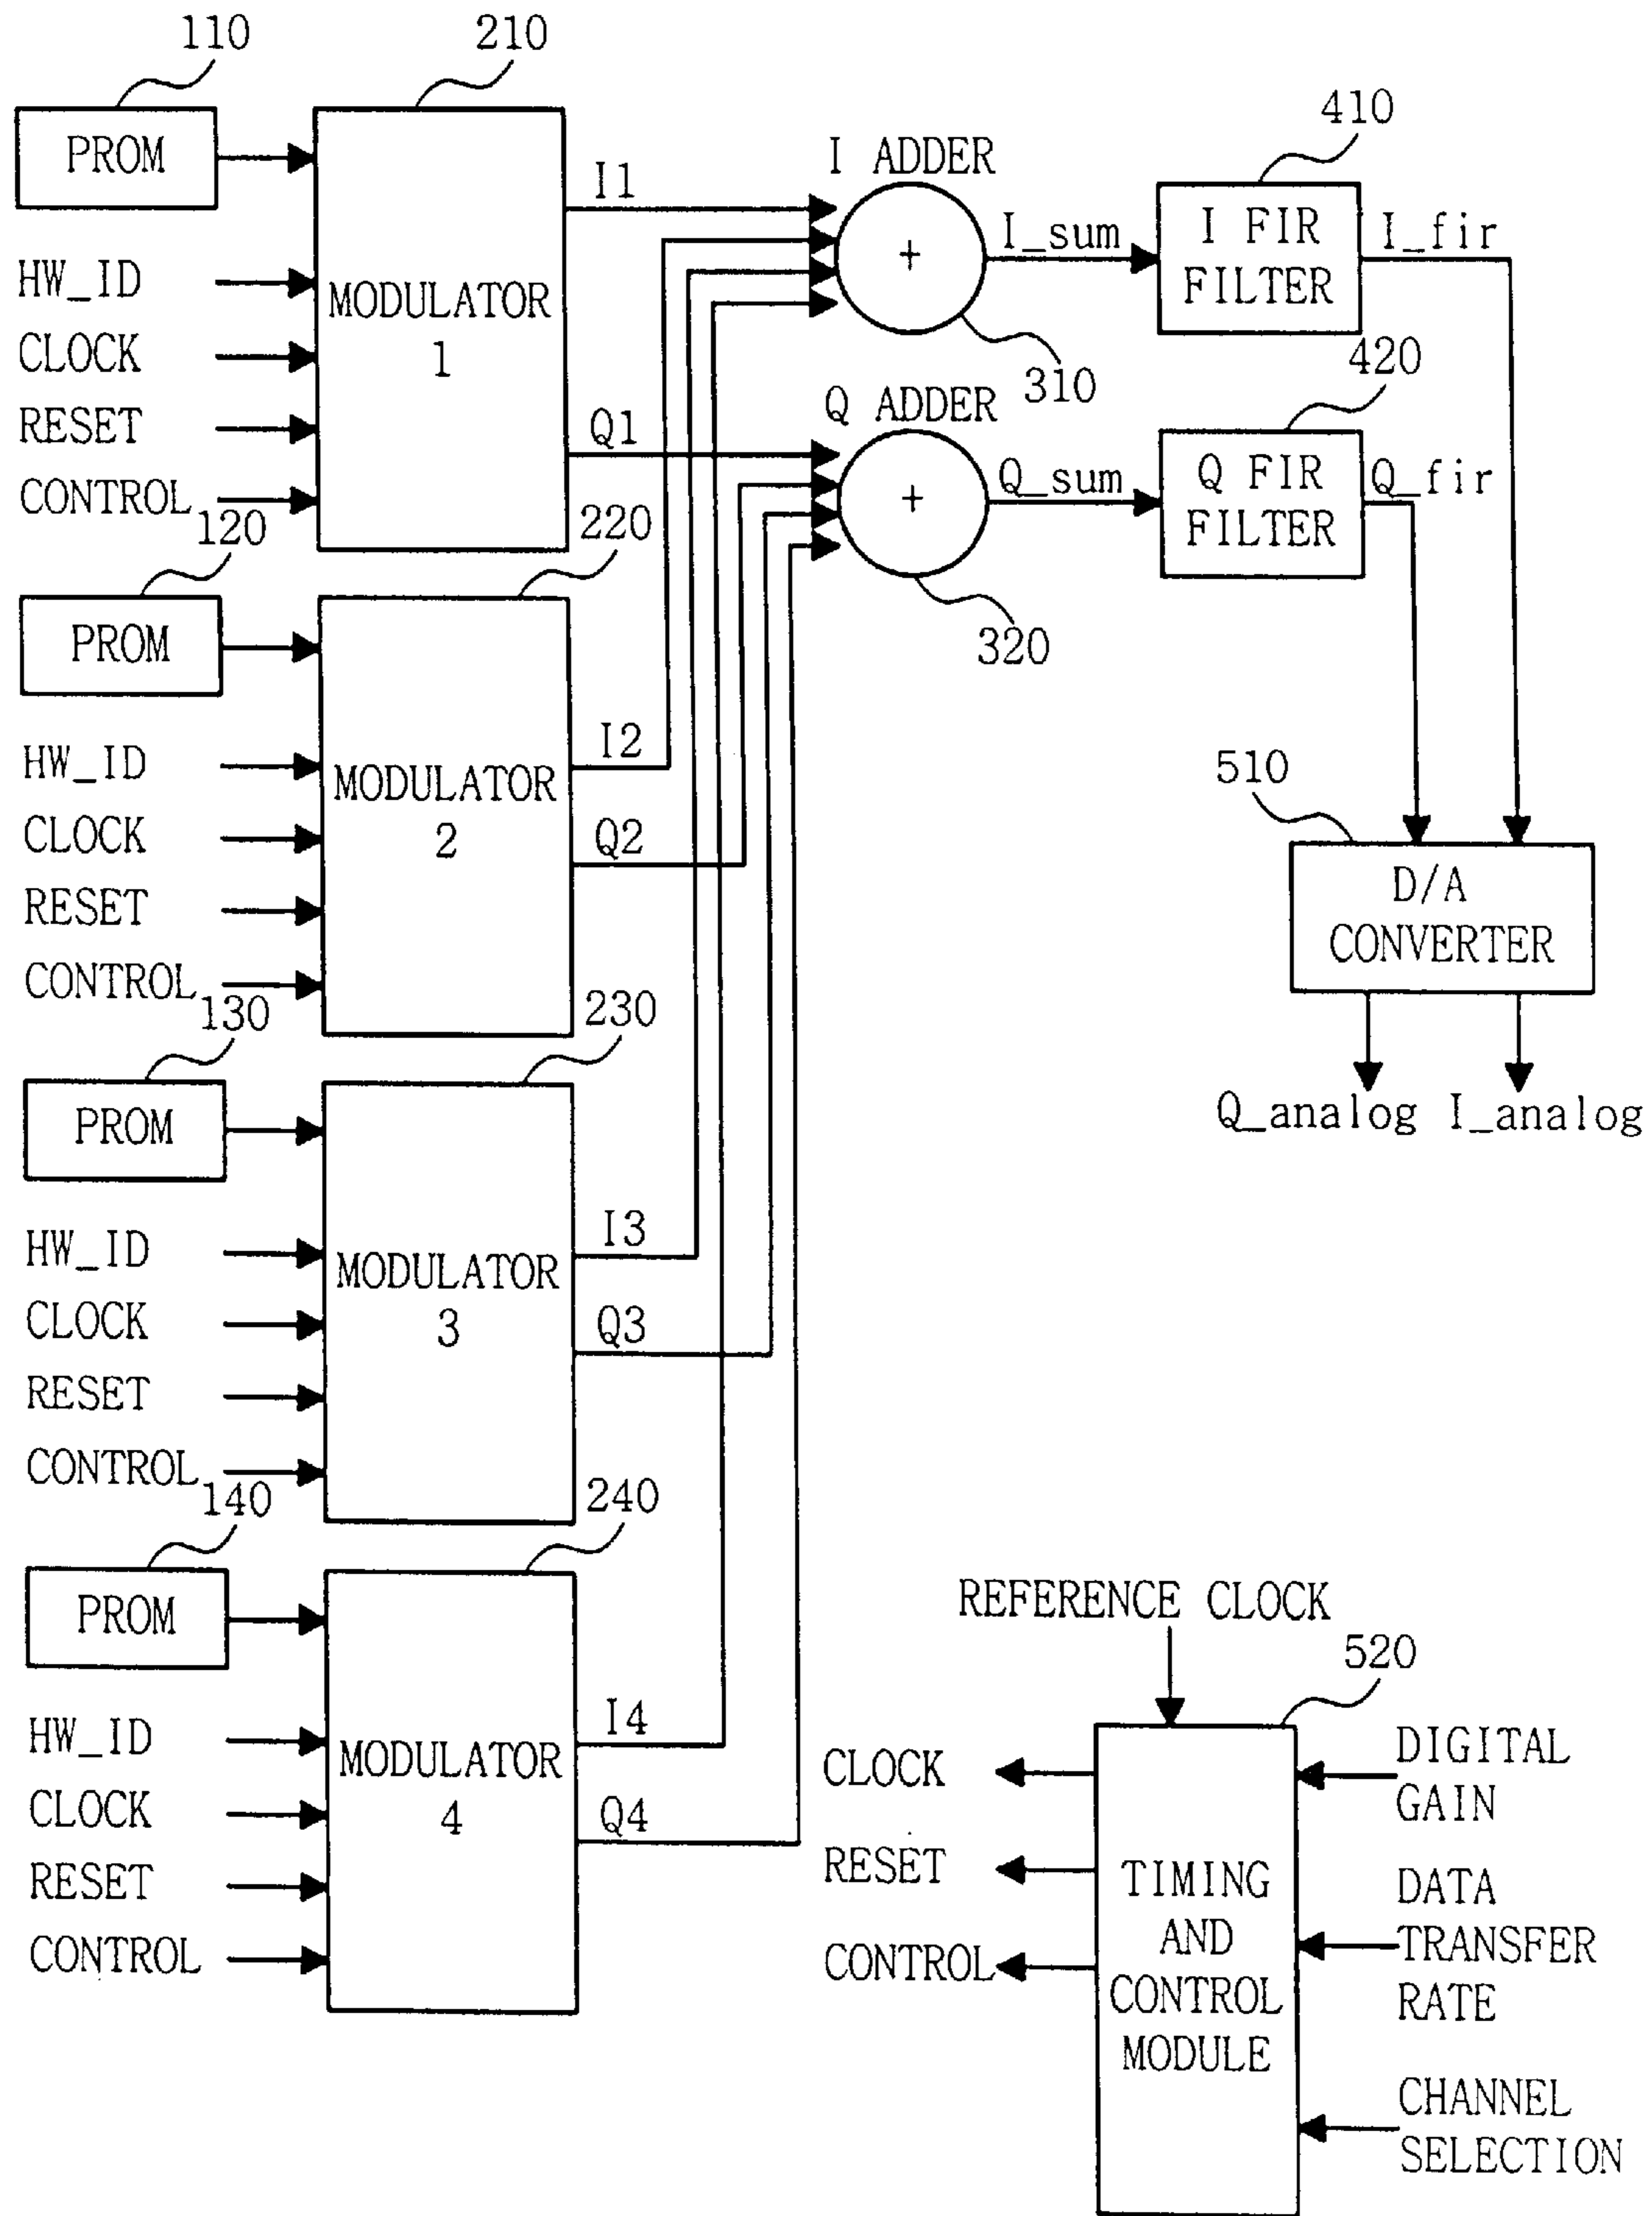 110
210
PROM
HW_ID
CLOCK
RESET
CONTROL
MODULATOR
1
I1
Q1
I ADDER
+
310
I_sum
410
I FIR
FILTER
I_fir
Q ADDER
+
320
Q_sum
420
Q FIR
FILTER
Q_fir
120
220
PROM
HW_ID
CLOCK
RESET
CONTROL
MODULATOR
2
I2
Q2
510
D/A
CONVERTER
Q_analog
I_analog
130
230
PROM
HW_ID
CLOCK
RESET
CONTROL
MODULATOR
3
I3
Q3
140
240
PROM
HW_ID
CLOCK
RESET
CONTROL
MODULATOR
4
I4
Q4
REFERENCE CLOCK
520
CLOCK
RESET
CONTROL
TIMING
AND
CONTROL
MODULE
DIGITAL
GAIN
DATA
TRANSFER
RATE
CHANNEL
SELECTION